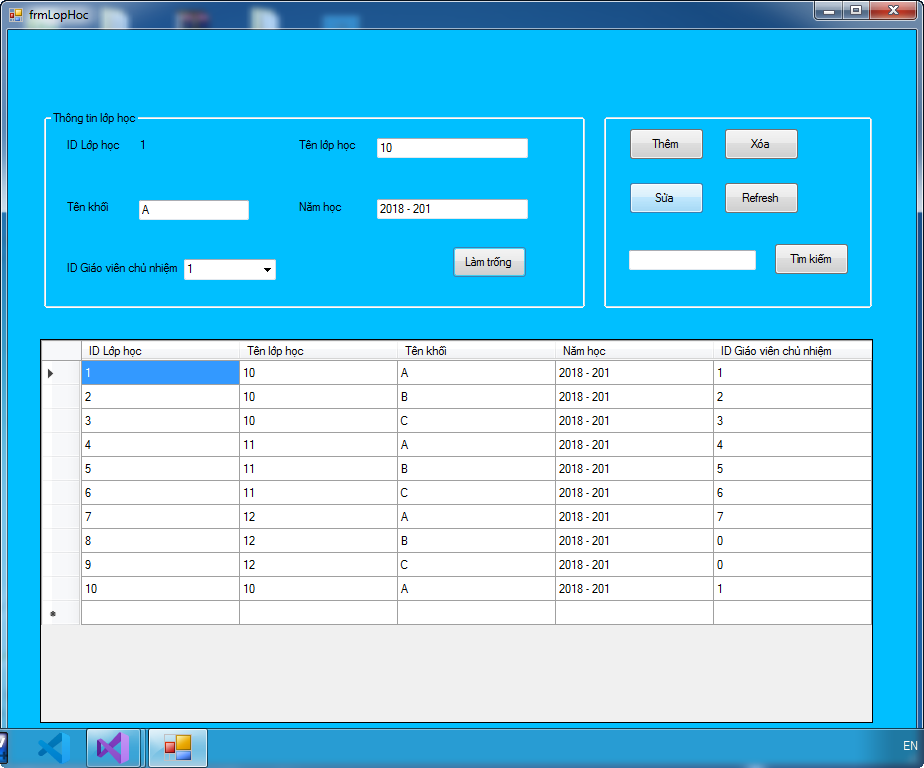 frmLopHoc
Thông tin lớp học
ID Lớp học 1 Tên lớp học 10
Tên khối A Năm học 2018 - 201
ID Giáo viên chủ nhiệm 1 Làm trống
Thêm Xóa
Sửa Refresh
Tìm kiếm
ID Lớp học Tên lớp học Tên khối Năm học ID Giáo viên chủ nhiệm
1 10 A 2018 - 201 1
2 10 B 2018 - 201 2
3 10 C 2018 - 201 3
4 11 A 2018 - 201 4
5 11 B 2018 - 201 5
6 11 C 2018 - 201 6
7 12 A 2018 - 201 7
8 12 B 2018 - 201 0
9 12 C 2018 - 201 0
10 10 A 2018 - 201 1
EN